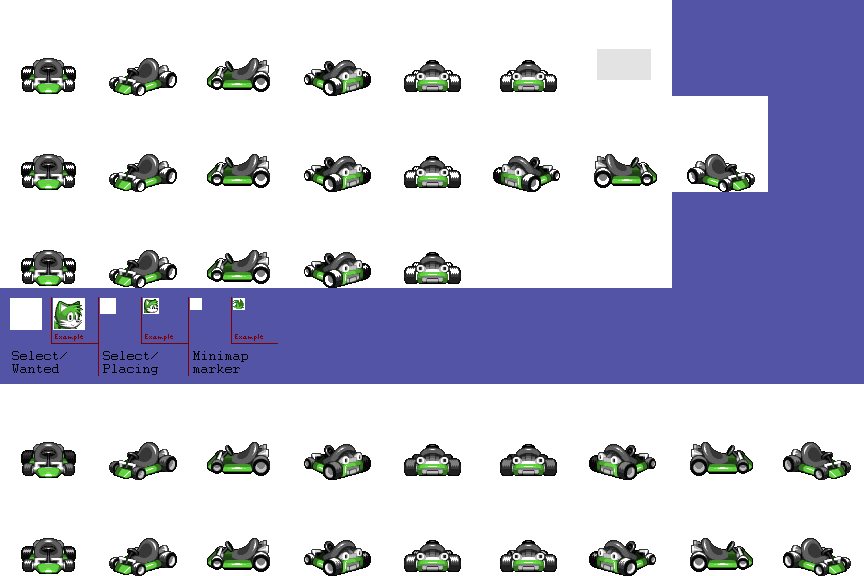 Example
Example
Example
Select/
Wanted
Select/
Placing
Minimap
marker